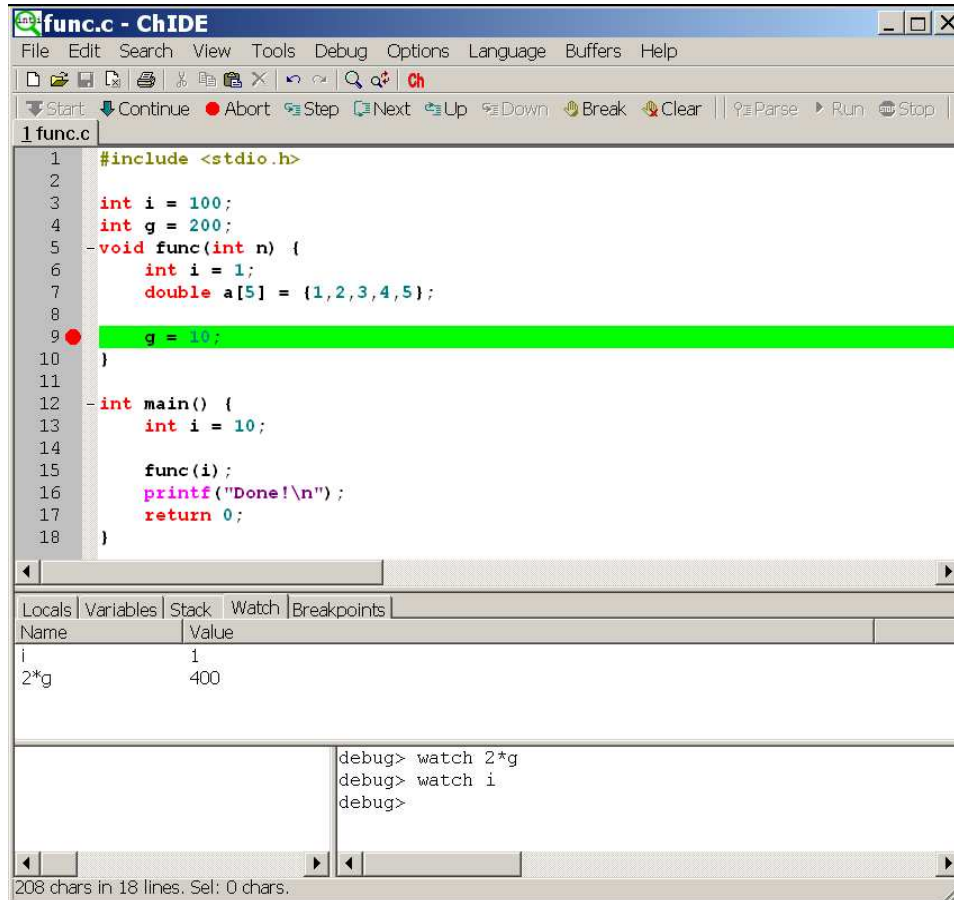 func.c - ChIDE
File Edit Search View Tools Debug Options Language Buffers Help
Ch
Start Continue Abort Step Next Up Down Break Clear Parse Run Stop
1 func.c
1 #include <stdio.h>
2
3 int i = 100;
4 int g = 200;
5 void func(int n) {
6 int i = 1;
7 double a[5] = {1,2,3,4,5};
8
9 g = 10;
10 }
11
12 int main() {
13 int i = 10;
14
15 func(i);
16 printf("Done!\n");
17 return 0;
18 }
Locals Variables Stack Watch Breakpoints
Name Value
i 1
2*g 400
debug> watch 2*g
debug> watch i
debug>
208 chars in 18 lines. Sel: 0 chars.